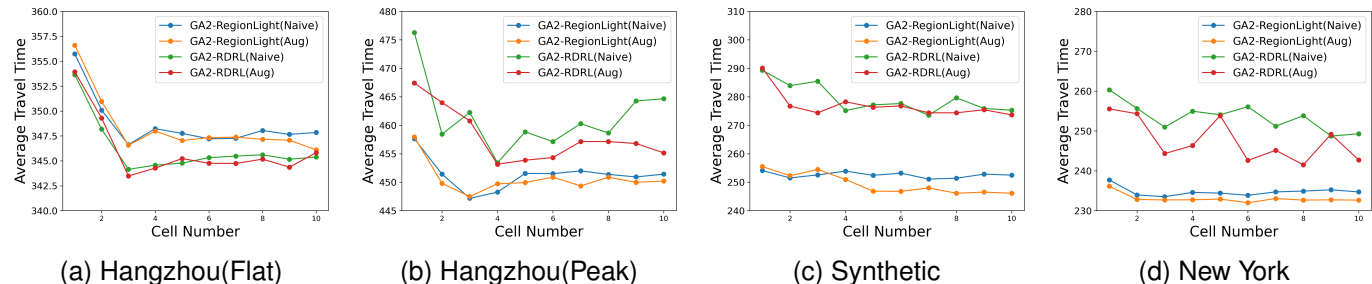 360.0
357.5
355.0
352.5
350.0
347.5
345.0
342.5
340.0
Average Travel Time
2
4
6
8
10
Cell Number
GA2-RegionLight(Naive)
GA2-RegionLight(Aug)
GA2-RDRL(Naive)
GA2-RDRL(Aug)
(a) Hangzhou(Flat)
480
475
470
465
460
455
450
445
Average Travel Time
2
4
6
8
10
Cell Number
GA2-RegionLight(Naive)
GA2-RegionLight(Aug)
GA2-RDRL(Naive)
GA2-RDRL(Aug)
(b) Hangzhou(Peak)
310
300
290
280
270
260
250
240
Average Travel Time
2
4
6
8
10
Cell Number
GA2-RegionLight(Naive)
GA2-RegionLight(Aug)
GA2-RDRL(Naive)
GA2-RDRL(Aug)
(c) Synthetic
280
270
260
250
240
230
Average Travel Time
2
4
6
8
10
Cell Number
GA2-RegionLight(Naive)
GA2-RegionLight(Aug)
GA2-RDRL(Naive)
GA2-RDRL(Aug)
(d) New York